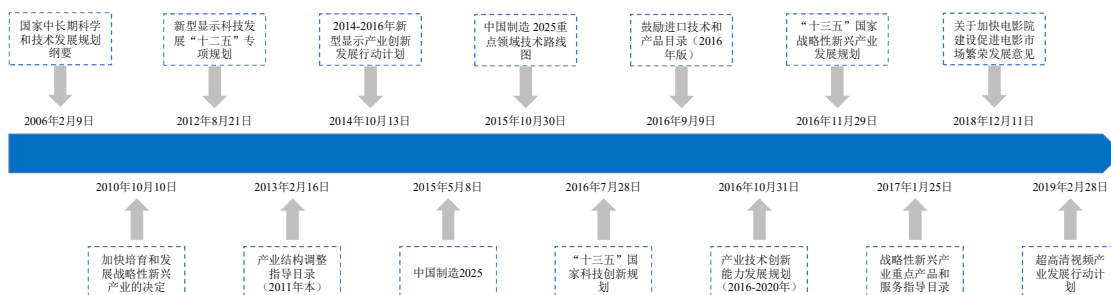 国家中长期科学
和技术发展规划
纲要
新型显示科技发
展“十二五”专
项规划
2014-2016年新
型显示产业创新
发展行动计划
中国制造 2025重
点领域技术路线
图
鼓励进口技术和
产品目录（2016
年版）
“十三五”国家
战略性新兴产业
发展规划
关于加快电影院
建设促进电影市
场繁荣发展意见
2006年2月9日
2012年8月21日
2014年10月13日
2015年10月30日
2016年9月9日
2016年11月29日
2018年12月11日
2010年10月10日
2013年2月16日
2015年5月8日
2016年7月28日
2016年10月31日
2017年1月25日
2019年2月28日
加快培育和发
展战略性新兴
产业的决定
产业结构调整
指导目录
（2011年本）
中国制造2025
“十三五”国
家科技创新规
划
产业技术创新
能力发展规划
（2016-2020年）
战略性新兴产
业重点产品和
服务指导目录
超高清视频产
业发展行动计
划